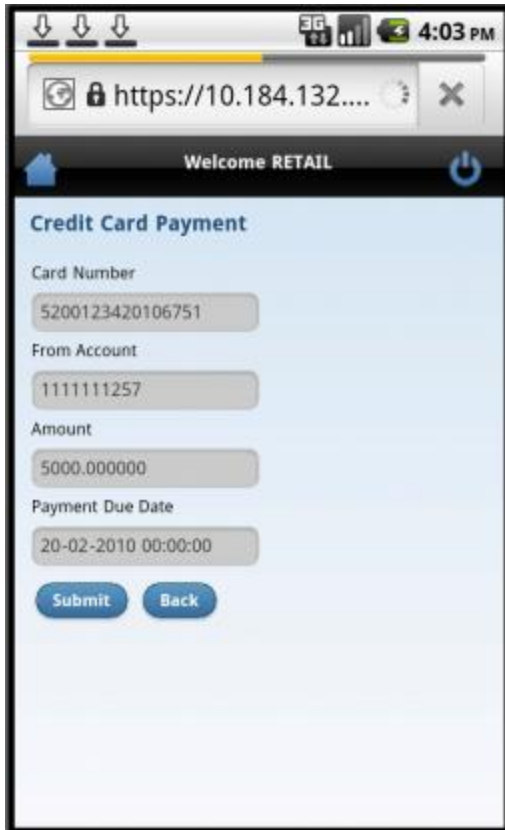 3G
4:03 PM
https://10.184.132....
Welcome RETAIL
Credit Card Payment
Card Number
5200123420106751
From Account
1111111257
Amount
5000.000000
Payment Due Date
20-02-2010 00:00:00
Submit Back